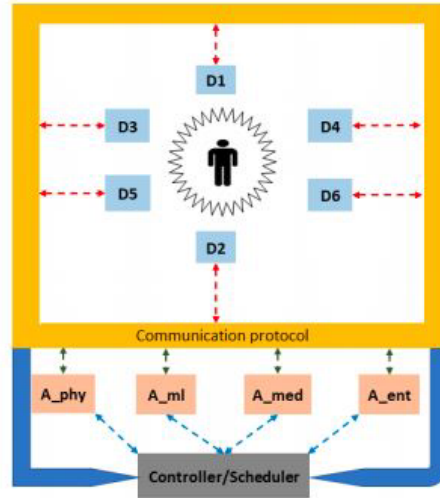 D1
D3
D4
D5
D6
D2
Communication protocol
A_phy
A_ml
A_med
A_ent
Controller/Scheduler